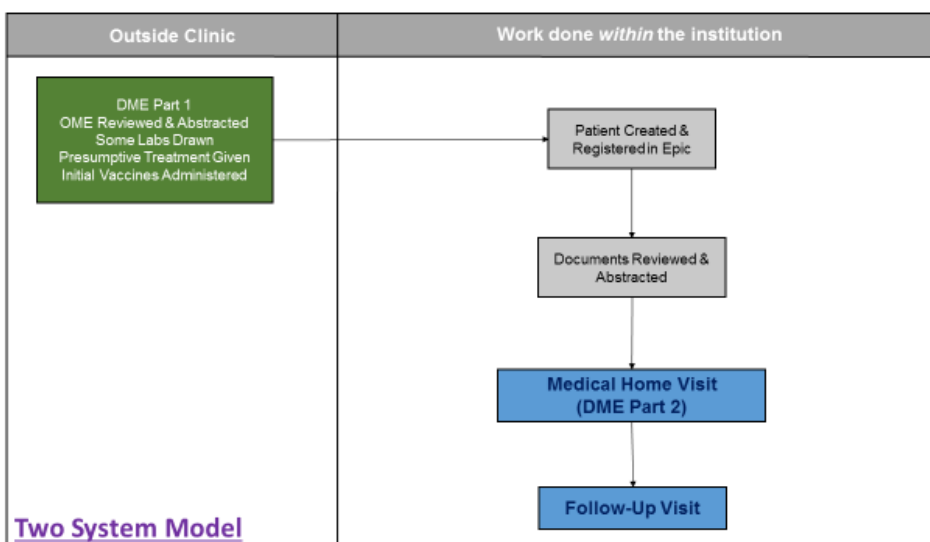 Outside Clinic
Work done within the institution
DME Part 1
OME Reviewed & Abstracted
Some Labs Drawn
Presumptive Treatment Given
Initial Vaccines Administered
Patient Created &
Registered in Epic
Documents Reviewed &
Abstracted
Medical Home Visit
(DME Part 2)
Follow-Up Visit
Two System Model